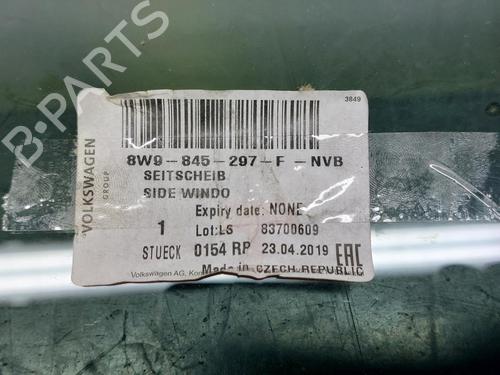 B-PARTS
3849
VOLKSWAGEN
GROUP
8W9-845-297-F -NVB
SEITSCHEIB
SIDE WINDO
Expiry date: NONE
1 Lot:LS 83700609
STUECK 0154 RP 23.04.2019 EAC
Volkswagen AG,
Made in CZECH REPUBLIC